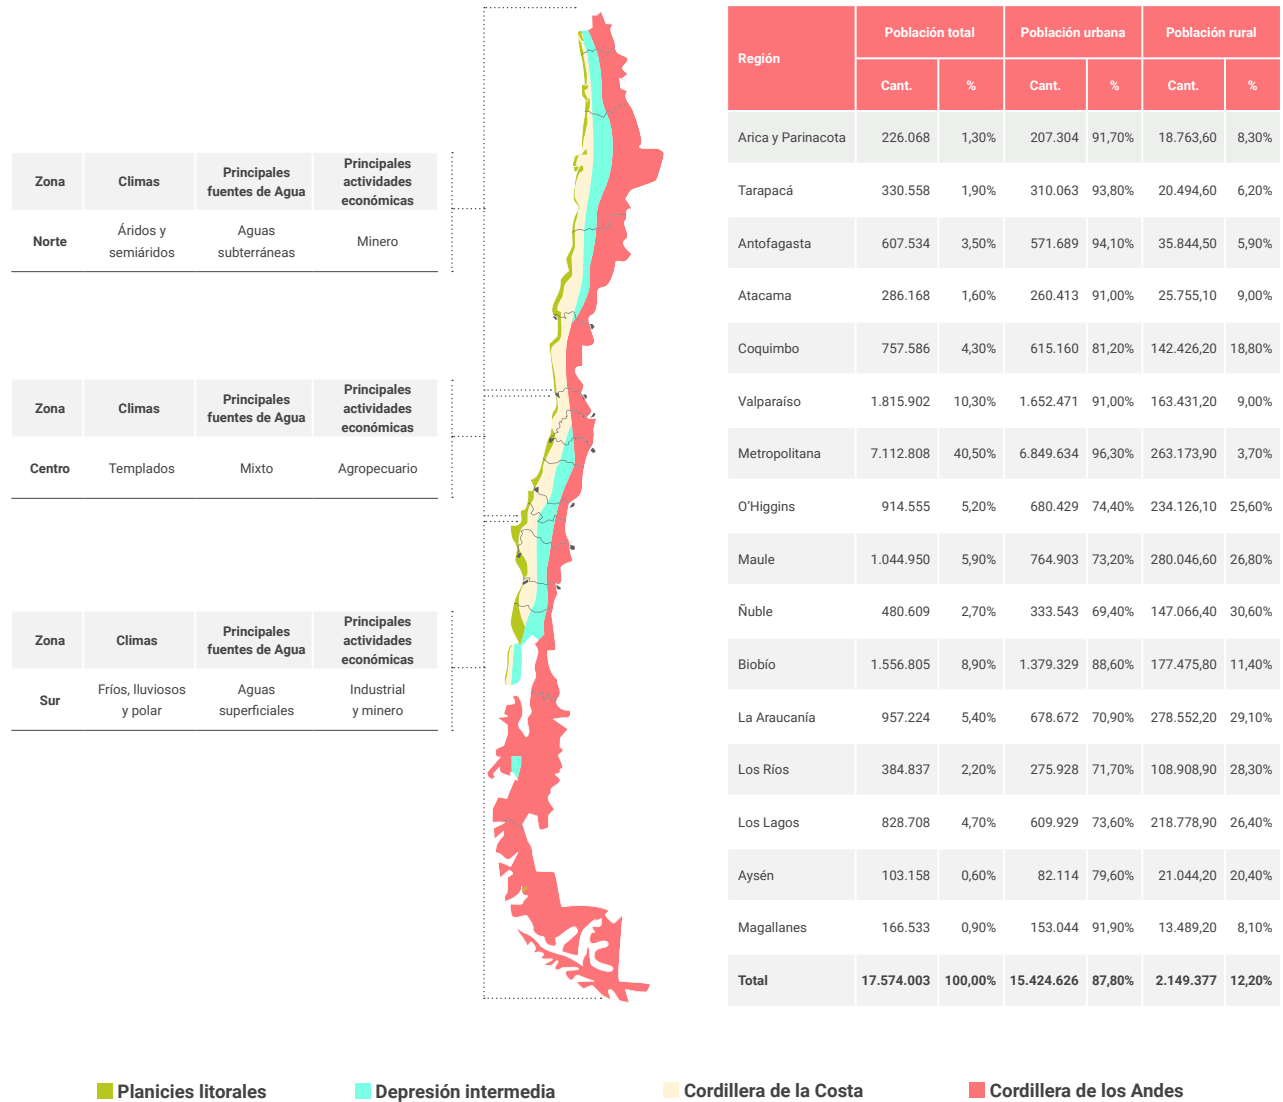 Zona
Climas
Principales
fuentes de Agua
Principales
actividades
económicas
Norte
Áridos y
semiáridos
Aguas
subterráneas
Minero
Zona
Climas
Principales
fuentes de Agua
Principales
actividades
económicas
Centro
Templados
Mixto
Agropecuario
Zona
Climas
Principales
fuentes de Agua
Principales
actividades
económicas
Sur
Fríos, lluviosos
y polar
Aguas
superficiales
Industrial
y minero
Región Población total Población urbana Población rural
Cant. % Cant. % Cant. %
Arica y Parinacota 226.068 1,30% 207.304 91,70% 18.763,60 8,30%
Tarapacá 330.558 1,90% 310.063 93,80% 20.494,60 6,20%
Antofagasta 607.534 3,50% 571.689 94,10% 35.844,50 5,90%
Atacama 286.168 1,60% 260.413 91,00% 25.755,10 9,00%
Coquimbo 757.586 4,30% 615.160 81,20% 142.426,20 18,80%
Valparaíso 1.815.902 10,30% 1.652.471 91,00% 163.431,20 9,00%
Metropolitana 7.112.808 40,50% 6.849.634 96,30% 263.173,90 3,70%
O’Higgins 914.555 5,20% 680.429 74,40% 234.126,10 25,60%
Maule 1.044.950 5,90% 764.903 73,20% 280.046,60 26,80%
Ñuble 480.609 2,70% 333.543 69,40% 147.066,40 30,60%
Biobío 1.556.805 8,90% 1.379.329 88,60% 177.475,80 11,40%
La Araucanía 957.224 5,40% 678.672 70,90% 278.552,20 29,10%
Los Ríos 384.837 2,20% 275.928 71,70% 108.908,90 28,30%
Los Lagos 828.708 4,70% 609.929 73,60% 218.778,90 26,40%
Aysén 103.158 0,60% 82.114 79,60% 21.044,20 20,40%
Magallanes 166.533 0,90% 153.044 91,90% 13.489,20 8,10%
Total 17.574.003 100,00% 15.424.626 87,80% 2.149.377 12,20%
Planicies litorales Depresión intermedia Cordillera de la Costa Cordillera de los Andes